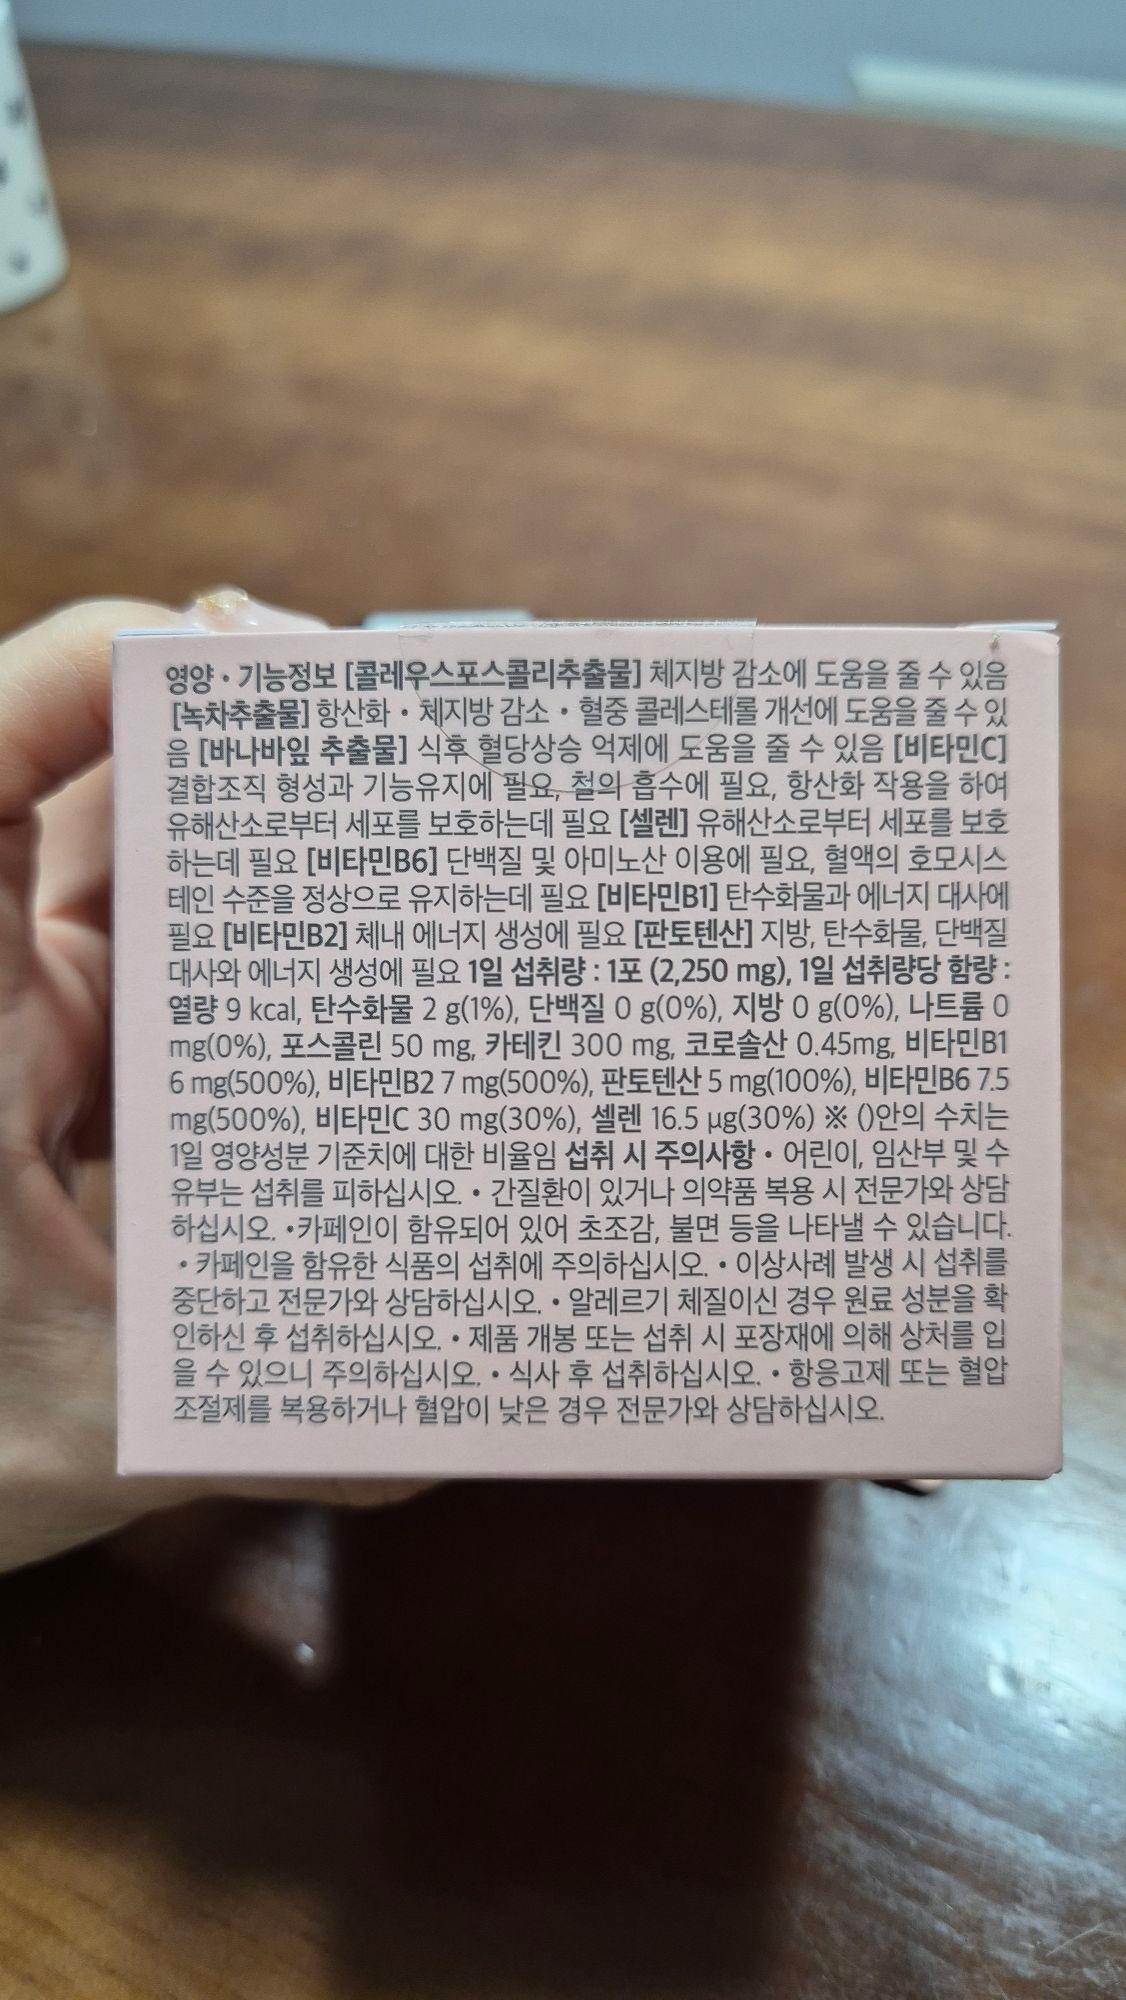 영양 • 기능정보 [콜레우스포스콜리추출물] 체지방 감소에 도움을 줄 수 있음
[녹차추출물] 항산화 • 체지방 감소 • 혈중 콜레스테롤 개선에 도움을 줄 수 있
음 [바나바잎 추출물] 식후 혈당상승 억제에 도움을 줄 수 있음 [비타민C]
결합조직 형성과 기능유지에 필요, 철의 흡수에 필요, 항산화 작용을 하여
유해산소로부터 세포를 보호하는데 필요 [셀렌] 유해산소로부터 세포를 보호
하는데 필요 [비타민B6] 단백질 및 아미노산 이용에 필요, 혈액의 호모시스
테인 수준을 정상으로 유지하는데 필요 [비타민B1] 탄수화물과 에너지 대사에
필요 [비타민B2] 체내 에너지 생성에 필요 [판토텐산] 지방, 탄수화물, 단백질
대사와 에너지 생성에 필요 1일 섭취량 : 1포 (2,250 mg), 1일 섭취량당 함량 :
열량 9 kcal, 탄수화물 2 g(1%), 단백질 0 g(0%), 지방 0 g(0%), 나트륨 0
mg(0%), 포스콜린 50 mg, 카테킨 300 mg, 코로솔산 0.45mg, 비타민B1
6 mg(500%), 비타민B2 7 mg(500%), 판토텐산 5 mg(100%), 비타민B6 7.5
mg(500%), 비타민C 30 mg(30%), 셀렌 16.5 μg(30%) ※ ()안의 수치는
1일 영양성분 기준치에 대한 비율임 섭취 시 주의사항 • 어린이, 임산부 및 수
유부는 섭취를 피하십시오. • 간질환이 있거나 의약품 복용 시 전문가와 상담
하십시오. •카페인이 함유되어 있어 초조감, 불면 등을 나타낼 수 있습니다.
• 카페인을 함유한 식품의 섭취에 주의하십시오. • 이상사례 발생 시 섭취를
중단하고 전문가와 상담하십시오. • 알레르기 체질이신 경우 원료 성분을 확
인하신 후 섭취하십시오. • 제품 개봉 또는 섭취 시 포장재에 의해 상처를 입
을 수 있으니 주의하십시오. • 식사 후 섭취하십시오. • 항응고제 또는 혈압
조절제를 복용하거나 혈압이 낮은 경우 전문가와 상담하십시오.